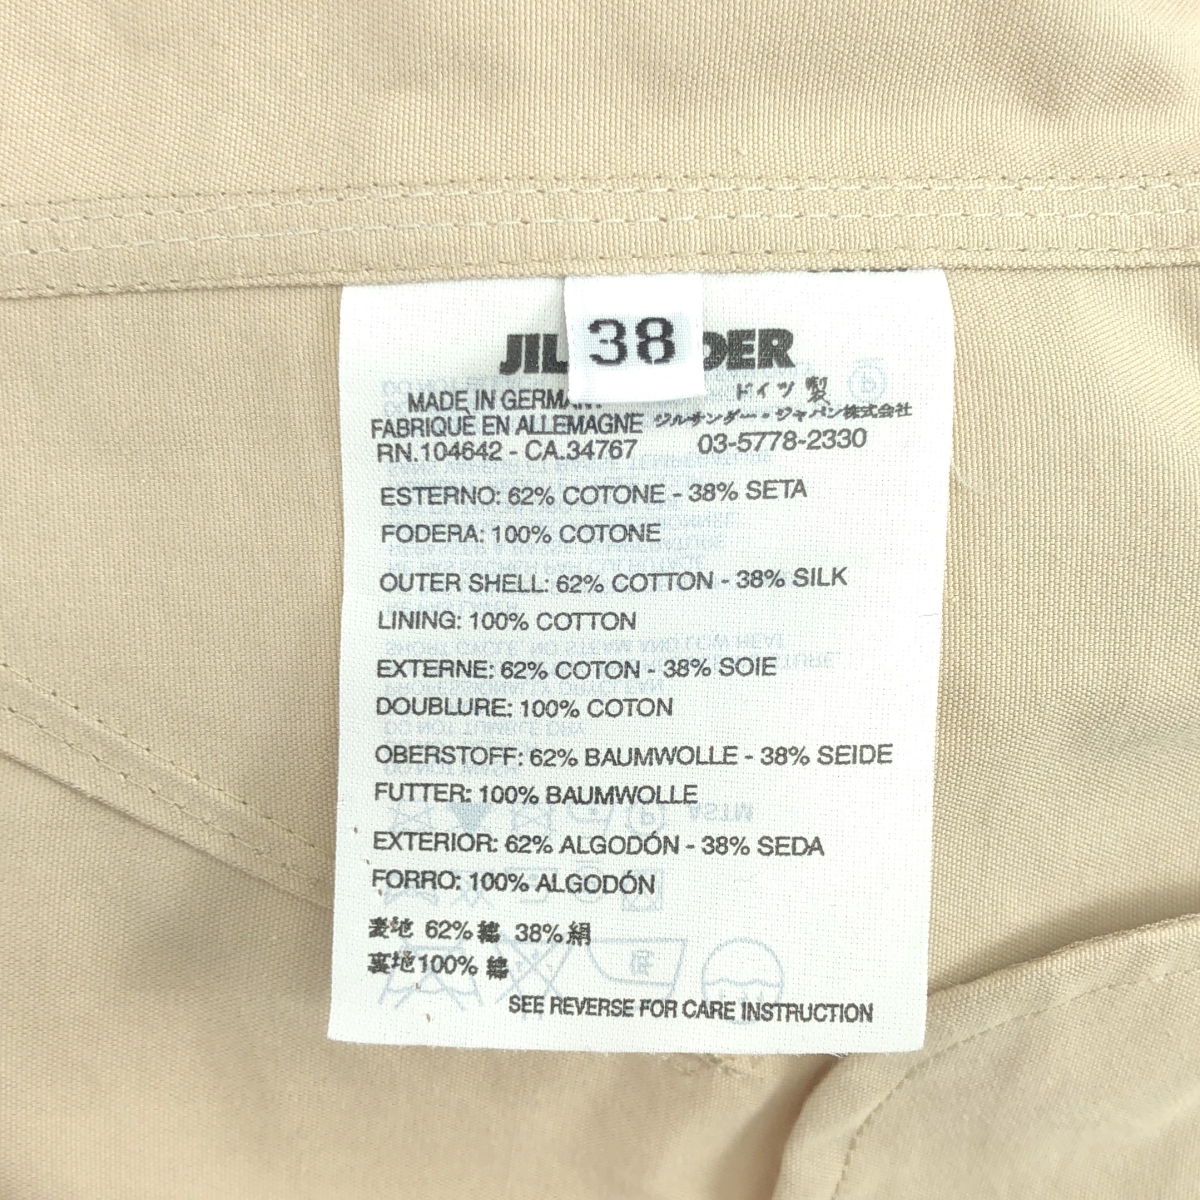 38
MADE IN
FABRIQUÉ EN ALLEMAGNE
RN.104642 - CA.34767
ドイツ製
ジルサンダー・ジャパン株式会社
03-5778-2330
ESTERNO: 62% COTONE - 38% SETA
FODERA: 100% COTONE
OUTER SHELL: 62% COTTON - 38% SILK
LINING: 100% COTTON
EXTERNE: 62% COTON - 38% SOIE
DOUBLURE: 100% COTON
OBERSTOFF: 62% BAUMWOLLE - 38% SEIDE
FUTTER: 100% BAUMWOLLE
EXTERIOR: 62% ALGODÓN - 38% SEDA
FORRO: 100% ALGODÓN
表地 62% 綿 38% 絹
裏地100% 綿
SEE REVERSE FOR CARE INSTRUCTION